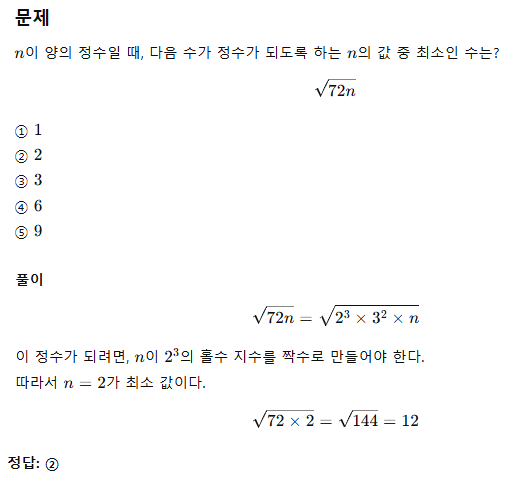 문제
n이 양의 정수일 때, 다음 수가 정수가 되도록 하는 n의 값 중 최소인 수는?
√72n
① 1
② 2
③ 3
④ 6
⑤ 9
풀이
√72n = √2³ × 3² × n
이 정수가 되려면, n이 2³의 홀수 지수를 짝수로 만들어야 한다.
따라서 n = 2가 최소 값이다.
√72 × 2 = √144 = 12
정답: ②